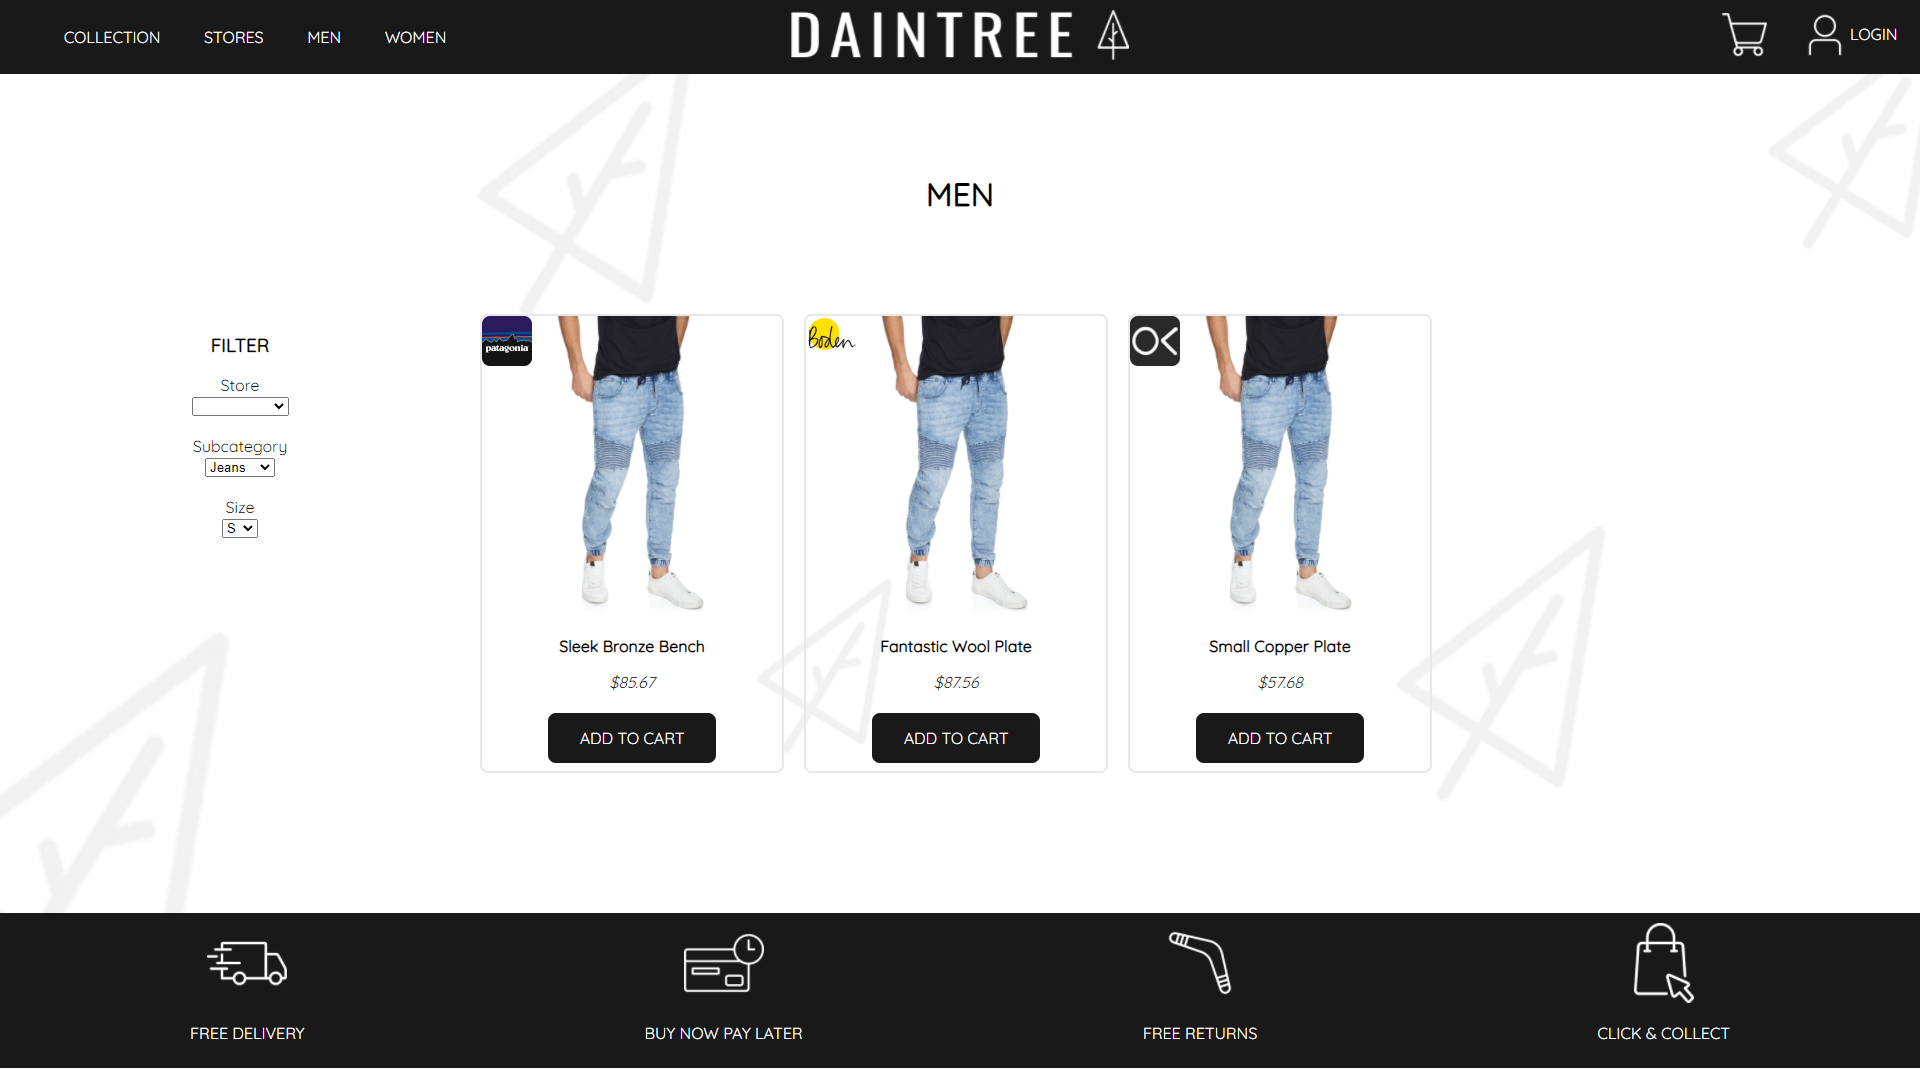 COLLECTION STORES MEN WOMEN DAINTREE LOGIN
MEN
FILTER
Store
Subcategory
Jeans
Size
S
patagonia
Sleek Bronze Bench
$85.67
ADD TO CART
Boden
Fantastic Wool Plate
$87.56
ADD TO CART
OK
Small Copper Plate
$57.68
ADD TO CART
FREE DELIVERY
BUY NOW PAY LATER
FREE RETURNS
CLICK & COLLECT